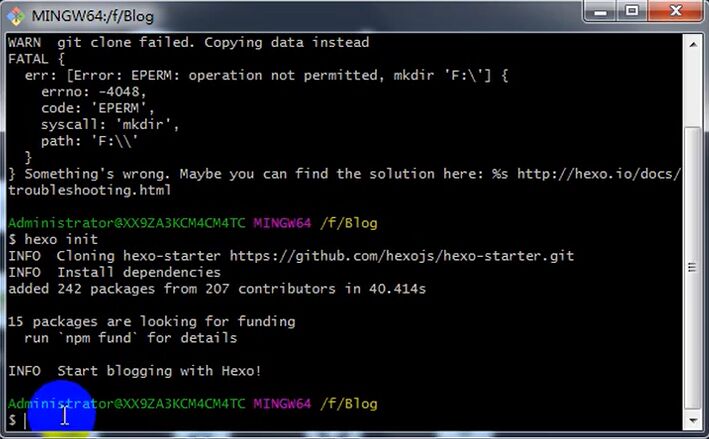 MINGW64:/f/Blog
WARN  git clone failed. Copying data instead
FATAL {
  err: [Error: EPERM: operation not permitted, mkdir 'F:\'] {
    errno: -4048,
    code: 'EPERM',
    syscall: 'mkdir',
    path: 'F:\\'
  }
} Something's wrong. Maybe you can find the solution here: %s http://hexo.io/docs/
troubleshooting.html
Administrator@XX9ZA3KCM4CM4TC MINGW64 /f/Blog
$ hexo init
INFO  Cloning hexo-starter https://github.com/hexojs/hexo-starter.git
INFO  Install dependencies
added 242 packages from 207 contributors in 40.414s
15 packages are looking for funding
  run `npm fund` for details
INFO  Start blogging with Hexo!
Administrator@XX9ZA3KCM4CM4TC MINGW64 /f/Blog
$